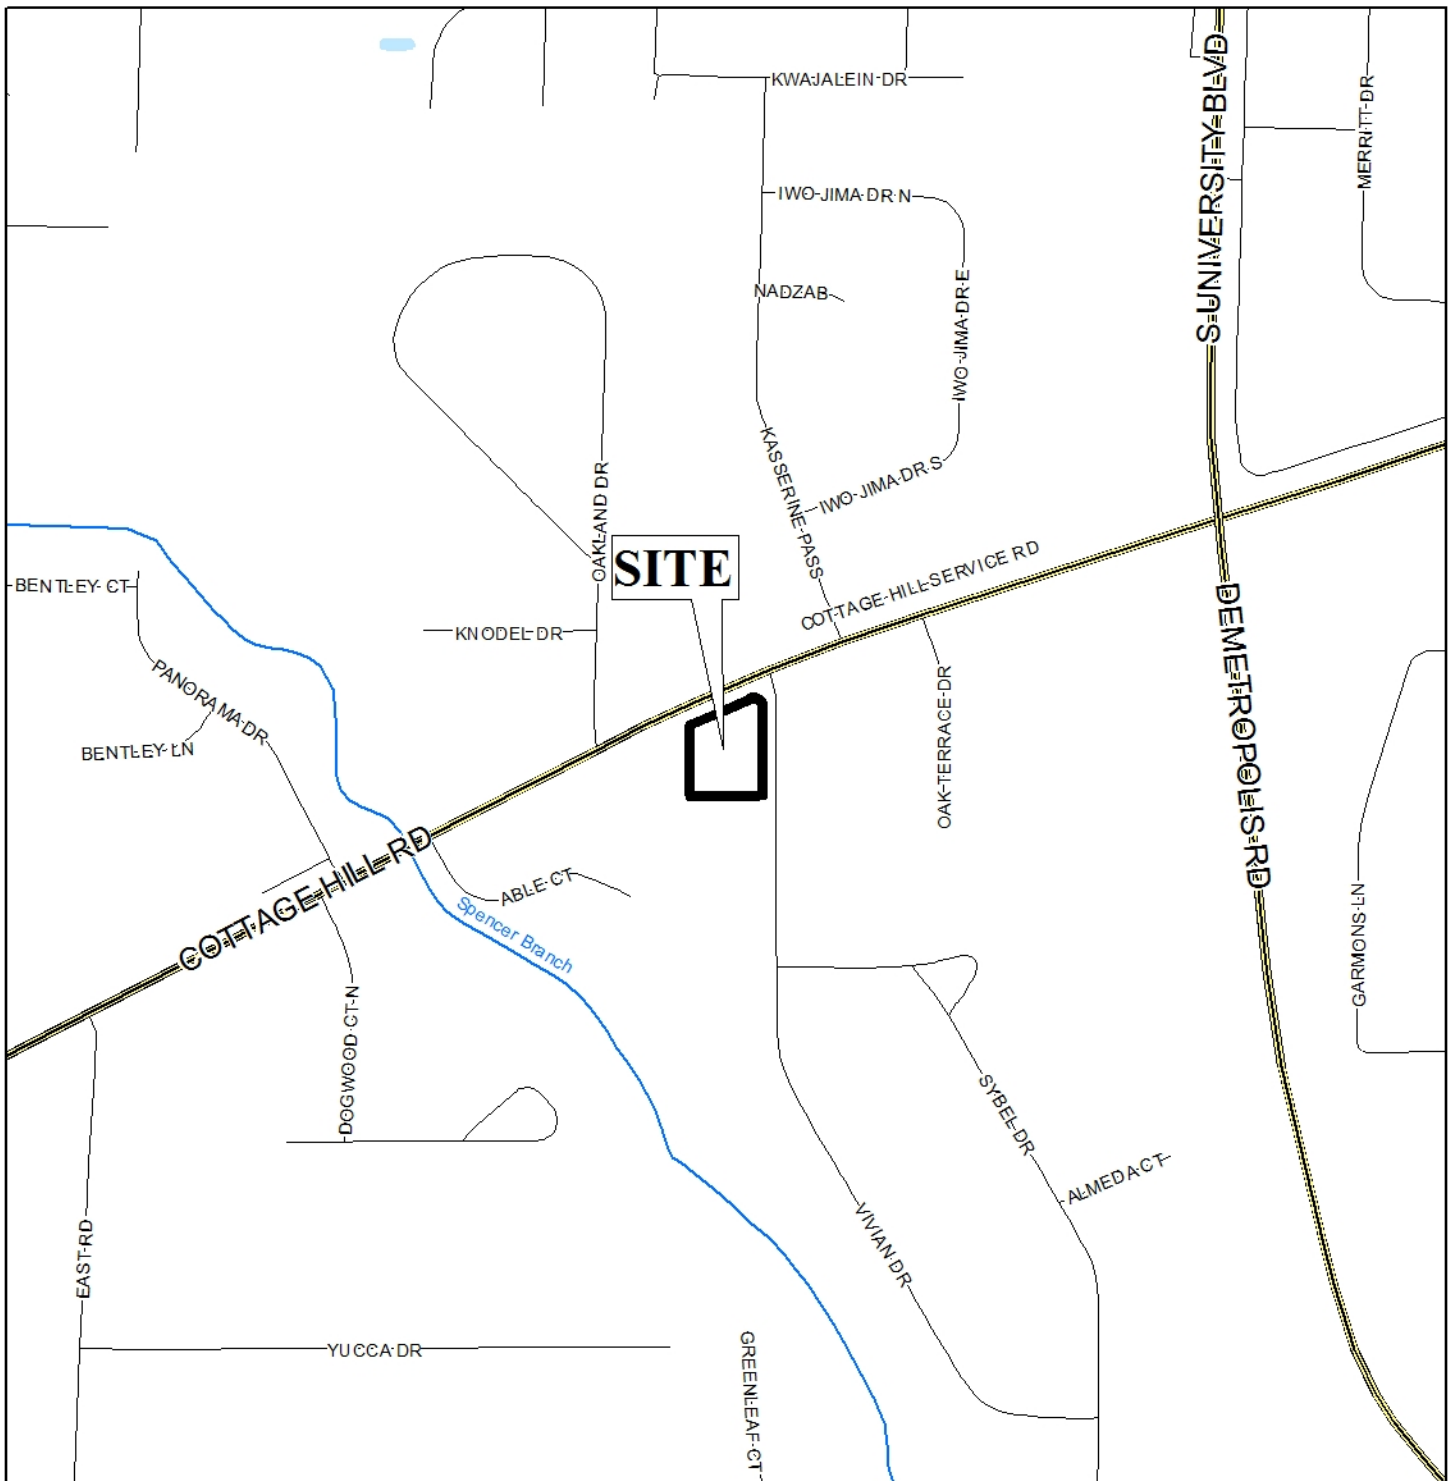 KWAJALEIN DR
S UNIVERSITY BLVD
MERRITT DR
IWO JIMA DR N
NADZAB
IWO JIMA DR E
KASSERINE PASS
IWO JIMA DR S
OAKLAND DR
SITE
COTTAGE HILL SERVICE RD
BENTLEY CT
KNODEL DR
PANORAMA DR
BENTLEY LN
OAK TERRACE DR
DEMETROPOLIS RD
COTTAGE HILL RD
ABLE CT
Spencer Branch
GARMONS LN
DOGWOOD CT N
SYBEL DR
ALMEDA CT
VIVIAN DR
EAST RD
YUCCA DR
GREENLEAF CT